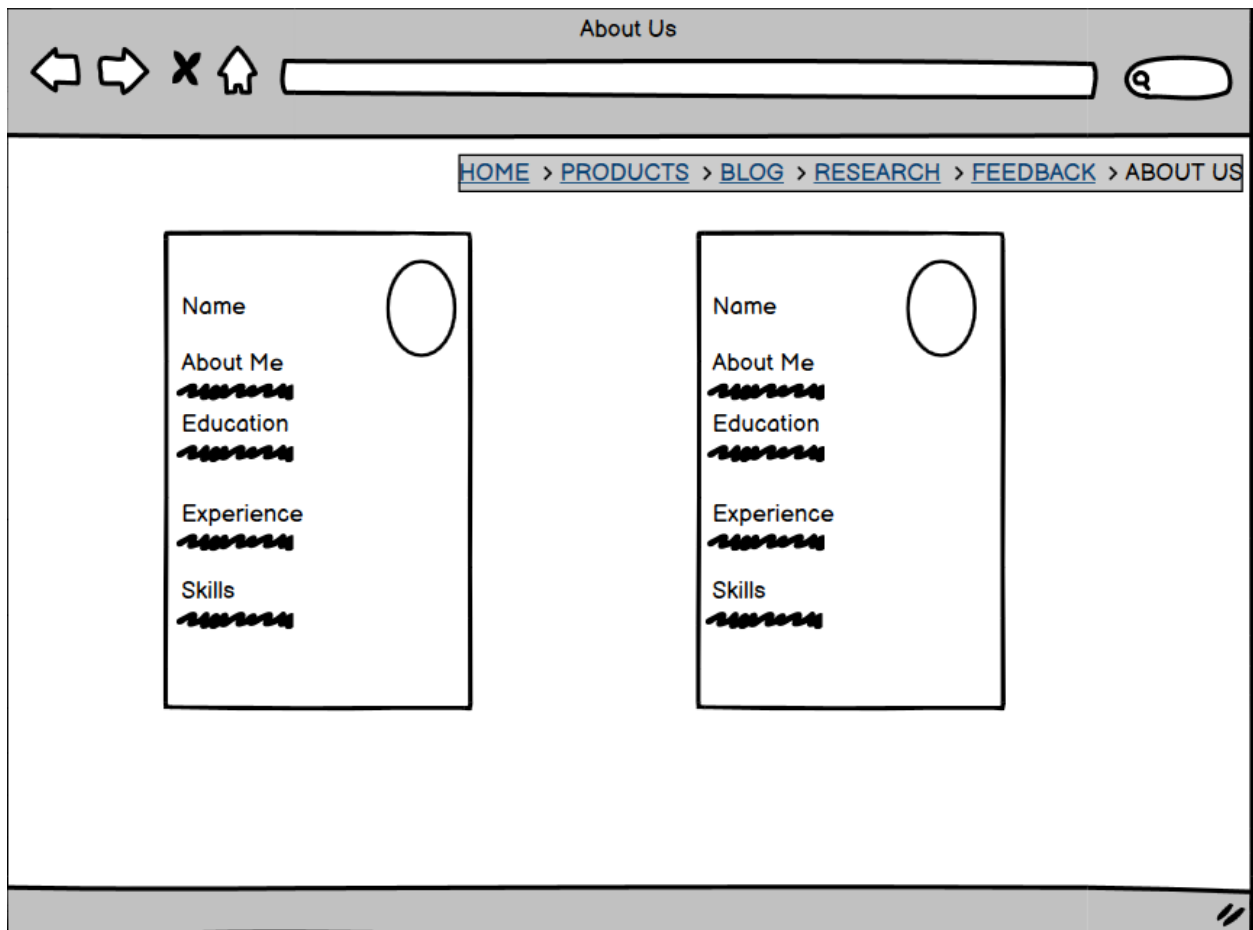 About Us
HOME > PRODUCTS > BLOG > RESEARCH > FEEDBACK > ABOUT US
Name
About Me
Education
Experience
Skills
Name
About Me
Education
Experience
Skills